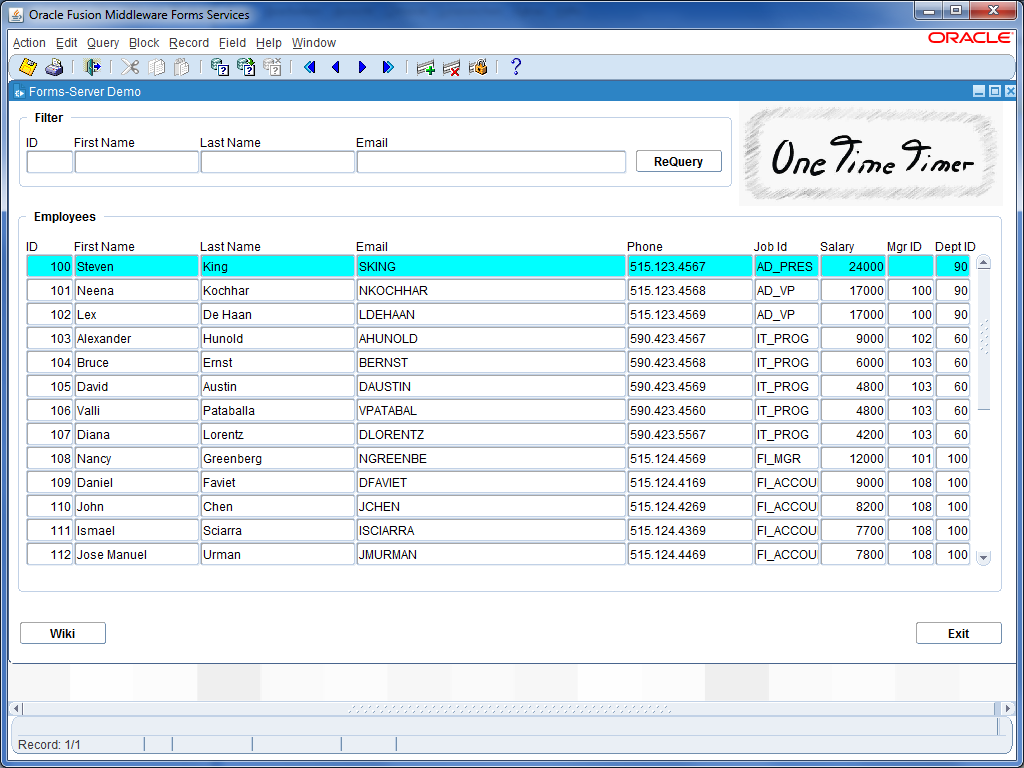 Oracle Fusion Middleware Forms Services
Action Edit Query Block Record Field Help Window
ORACLE
Forms-Server Demo
Filter
ID First Name Last Name Email
ReQuery
One Time Timer
Employees
ID First Name Last Name Email Phone Job Id Salary Mgr ID Dept ID
100 Steven King SKING 515.123.4567 AD_PRES 24000 90
101 Neena Kochhar NKOCHHAR 515.123.4568 AD_VP 17000 100 90
102 Lex De Haan LDEHAAN 515.123.4569 AD_VP 17000 100 90
103 Alexander Hunold AHUNOLD 590.423.4567 IT_PROG 9000 102 60
104 Bruce Ernst BERNST 590.423.4568 IT_PROG 6000 103 60
105 David Austin DAUSTIN 590.423.4569 IT_PROG 4800 103 60
106 Valli Pataballa VPATABAL 590.423.4560 IT_PROG 4800 103 60
107 Diana Lorentz DLORENTZ 590.423.5567 IT_PROG 4200 103 60
108 Nancy Greenberg NGREENBE 515.124.4569 FI_MGR 12000 101 100
109 Daniel Faviet DFAVIET 515.124.4169 FI_ACCOU 9000 108 100
110 John Chen JCHEN 515.124.4269 FI_ACCOU 8200 108 100
111 Ismael Sciarra ISCIARRA 515.124.4369 FI_ACCOU 7700 108 100
112 Jose Manuel Urman JMURMAN 515.124.4469 FI_ACCOU 7800 108 100
Wiki Exit
Record: 1/1